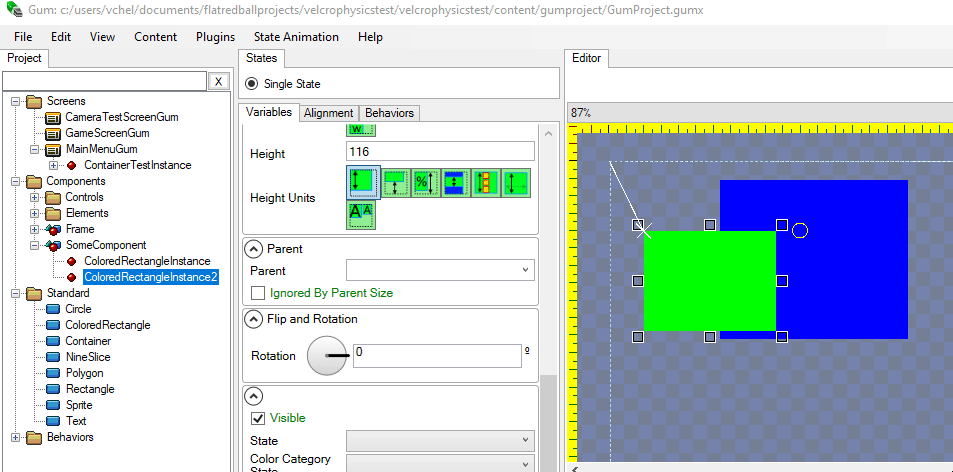 Gum: c:/users/vchel/documents/flatredballprojects/velcrophysicstest/velcrophysicstest/content/gumproject/GumProject.gumx
File Edit View Content Plugins State Animation Help
Project
X
Screens
CameraTestScreenGum
GameScreenGum
MainMenuGum
ContainerTestInstance
Components
Controls
Elements
Frame
SomeComponent
ColoredRectangleInstance
ColoredRectangleInstance2
Standard
Circle
ColoredRectangle
Container
NineSlice
Polygon
Rectangle
Sprite
Text
Behaviors
States
Single State
Variables Alignment Behaviors
W
Height 116
Height Units
%
A A
Parent
Parent
Ignored By Parent Size
Flip and Rotation
Rotation 0 º
Visible
State
Color Category
Editor
87%